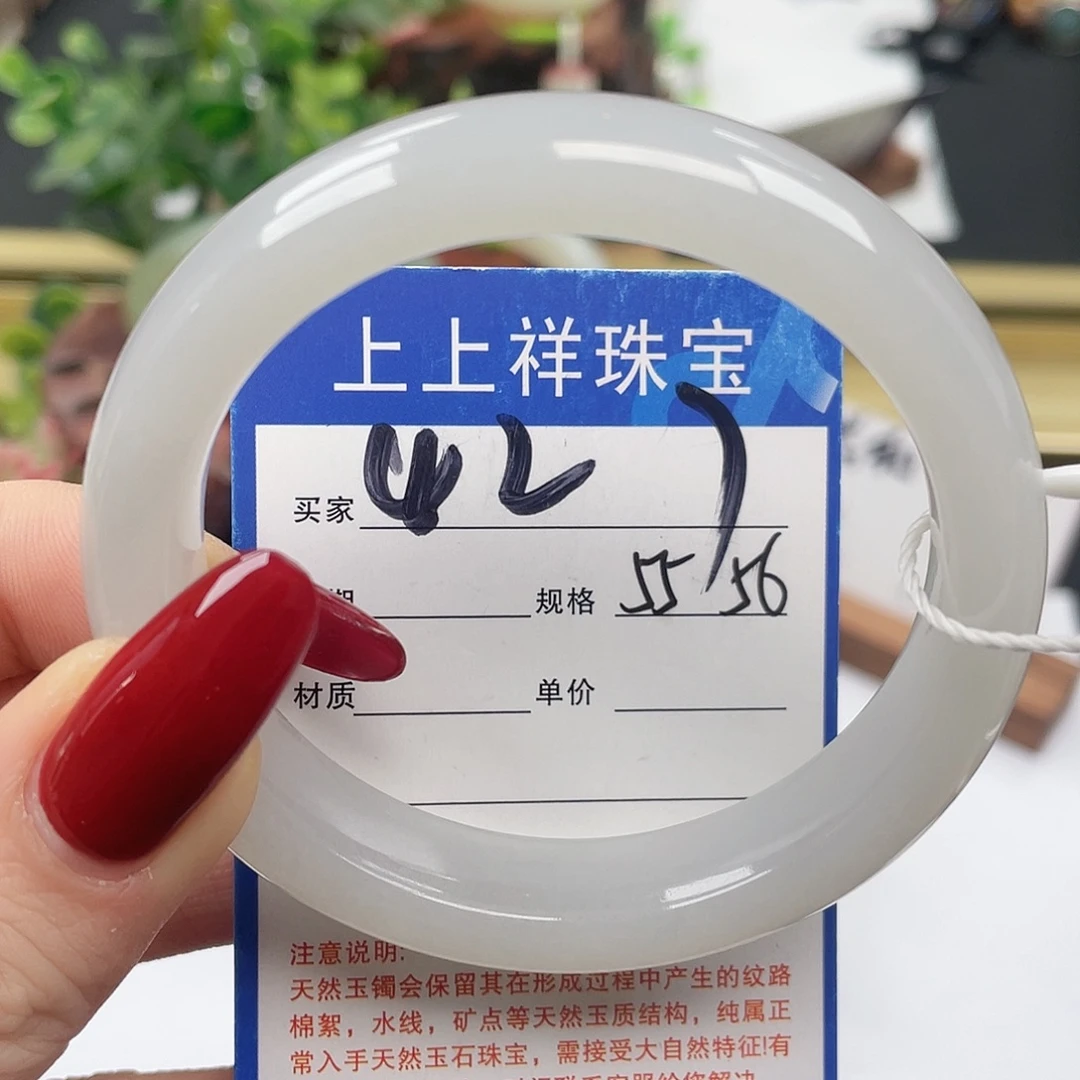 上上祥珠宝
买家
期 规格 55 56
材质 单价
注意说明:
天然玉镯会保留其在形成过程中产生的纹路
棉絮，水线，矿点等天然玉质结构，纯属正
常入手天然玉石珠宝，需接受大自然特征!有